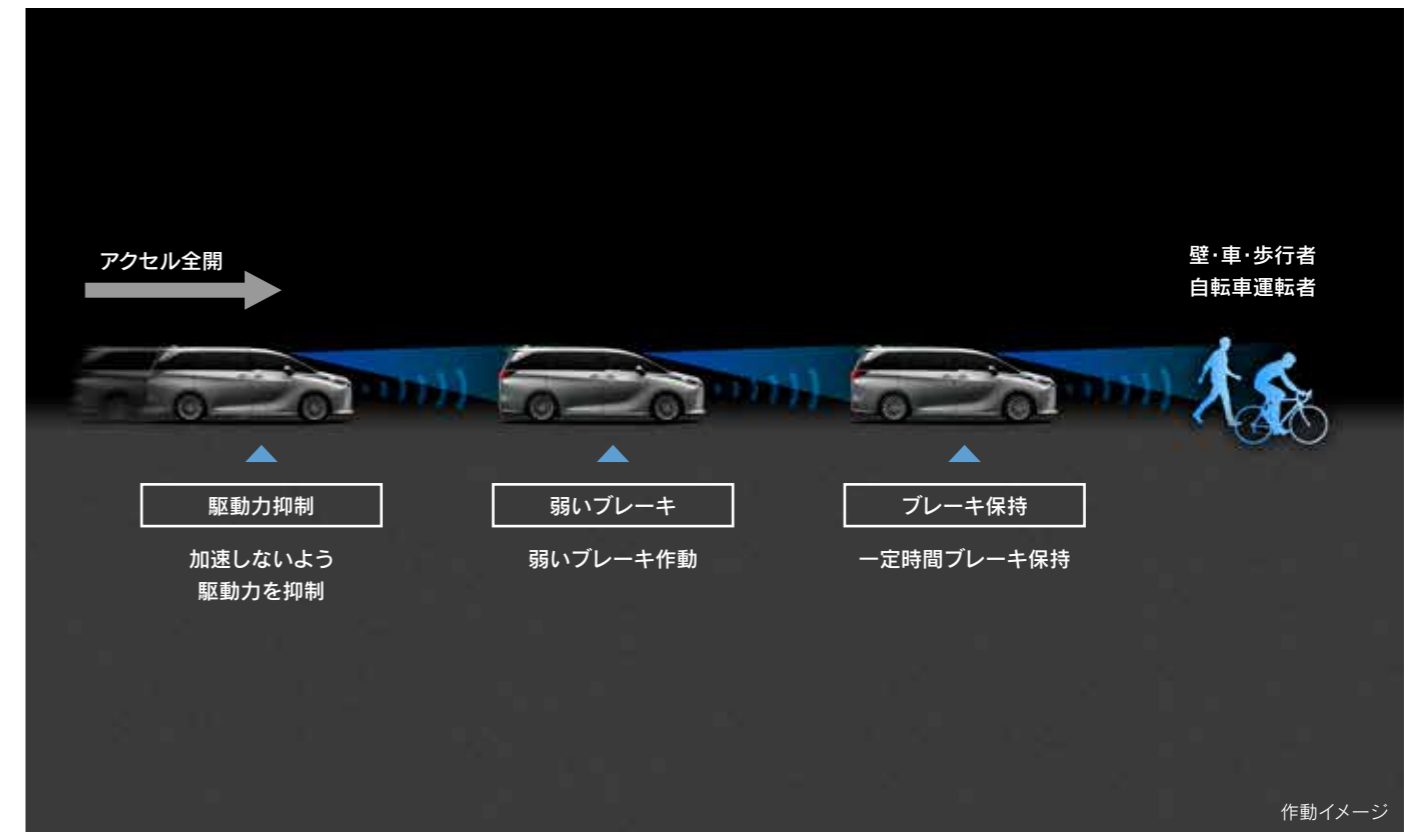 アクセル全開
壁・車・歩行者
自転車運転者
駆動力抑制
加速しないよう
駆動力を抑制
弱いブレーキ
弱いブレーキ作動
ブレーキ保持
一定時間ブレーキ保持
作動イメージ